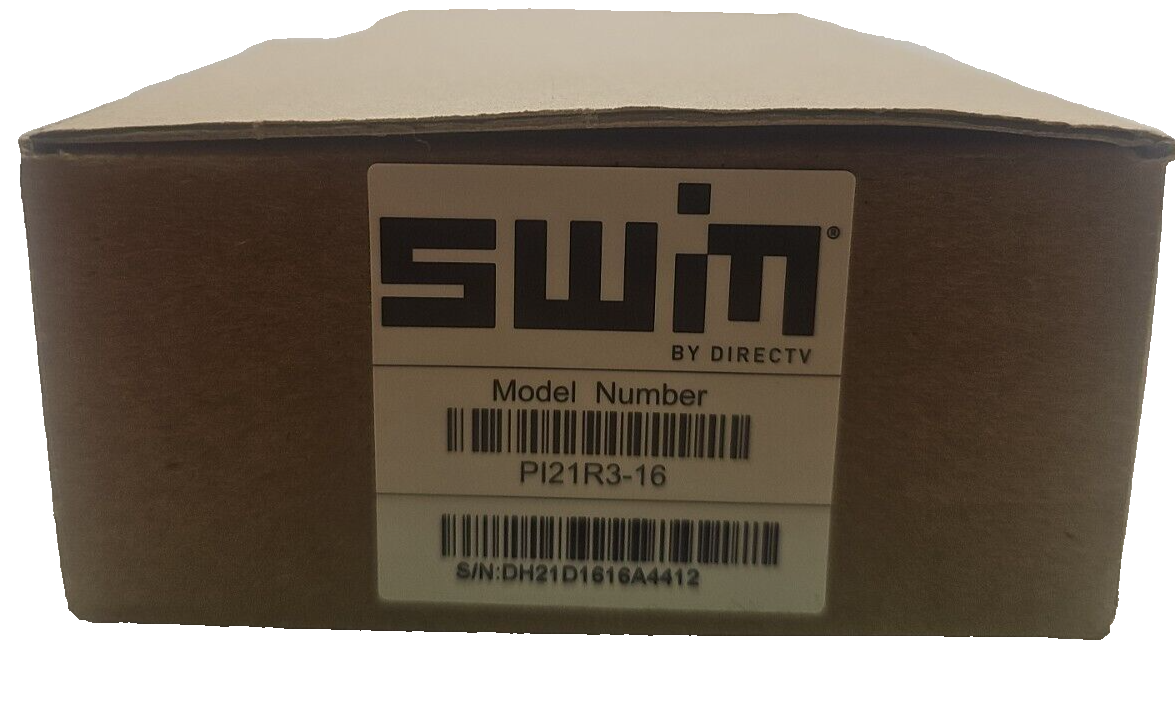 SWiM®
BY DIRECTV
Model Number
PI21R3-16
S/N:DH21D1616A4412